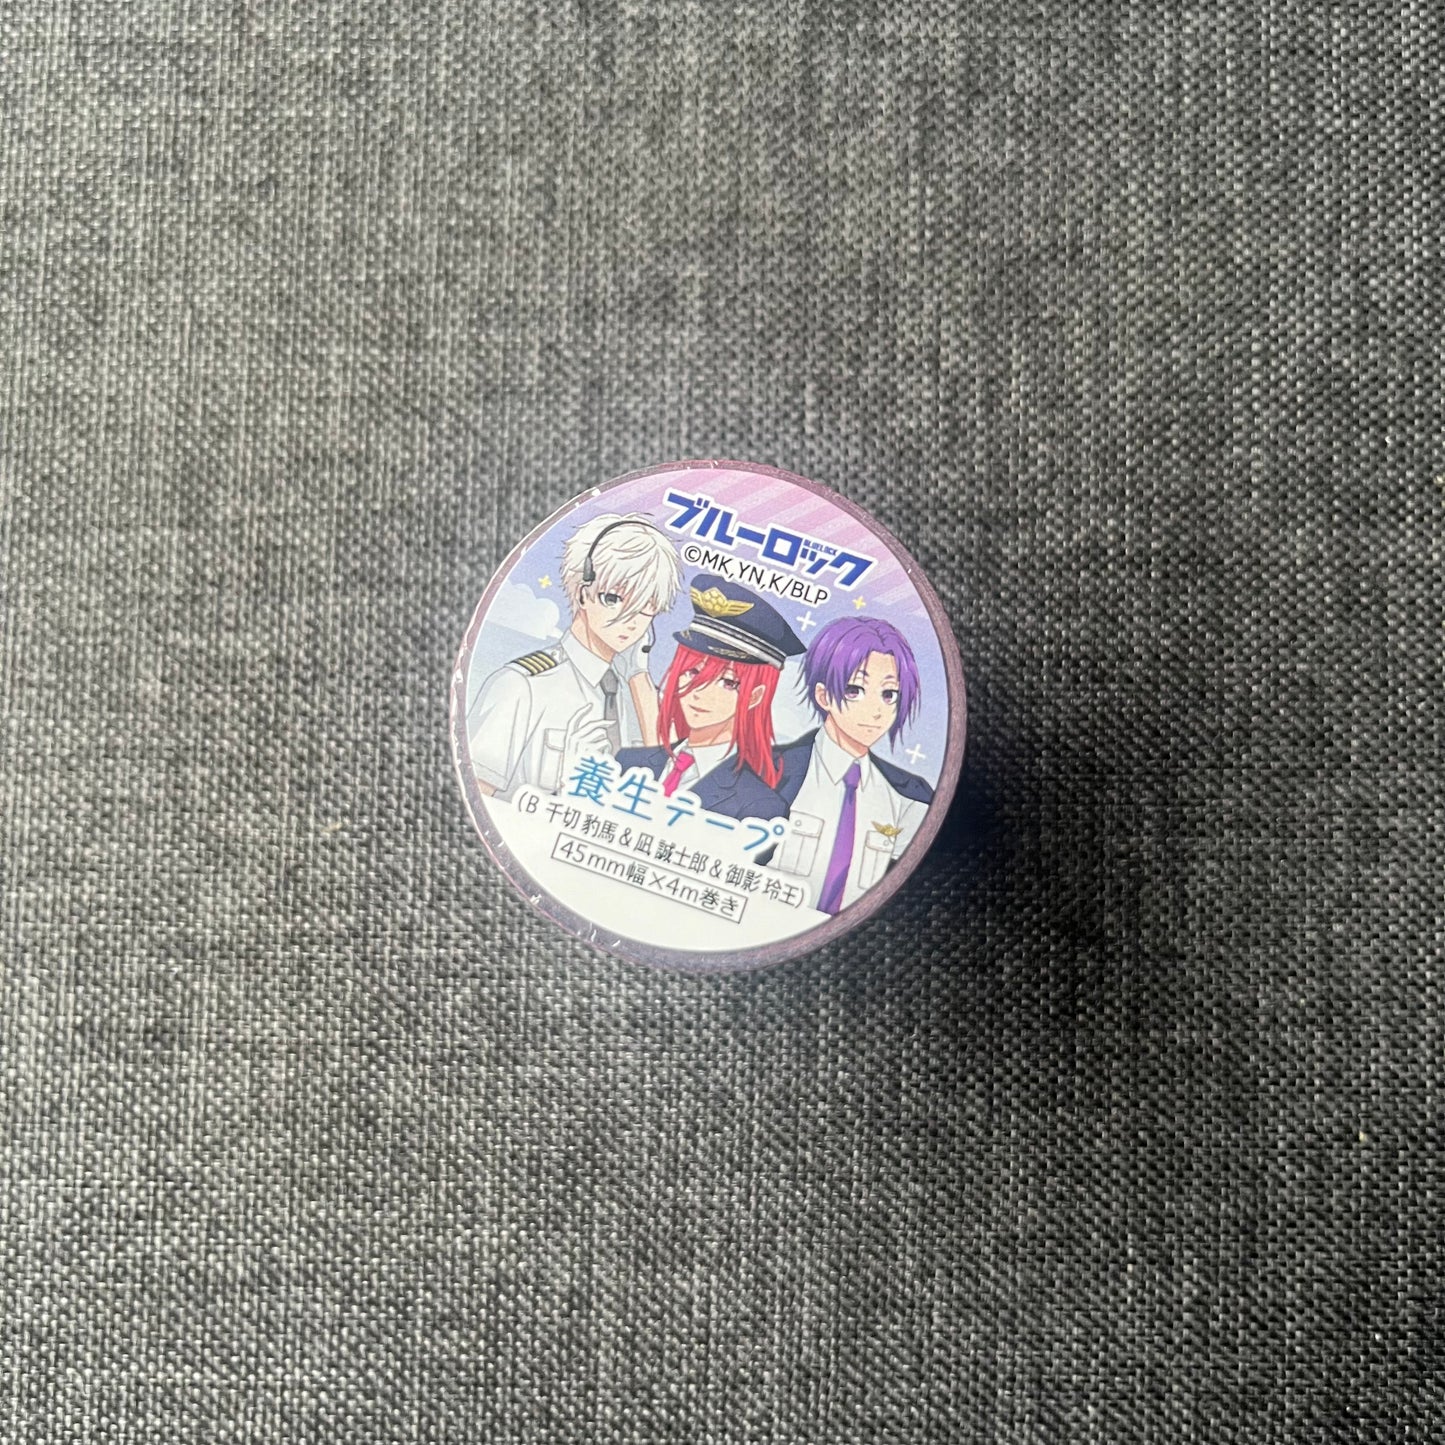 ブルーロック
BLUELOCK
©MK,YN,K/BLP
養生テープ
(B 千切 豹馬 & 凪 誠士郎 & 御影 玲王)
45mm幅×4m巻き